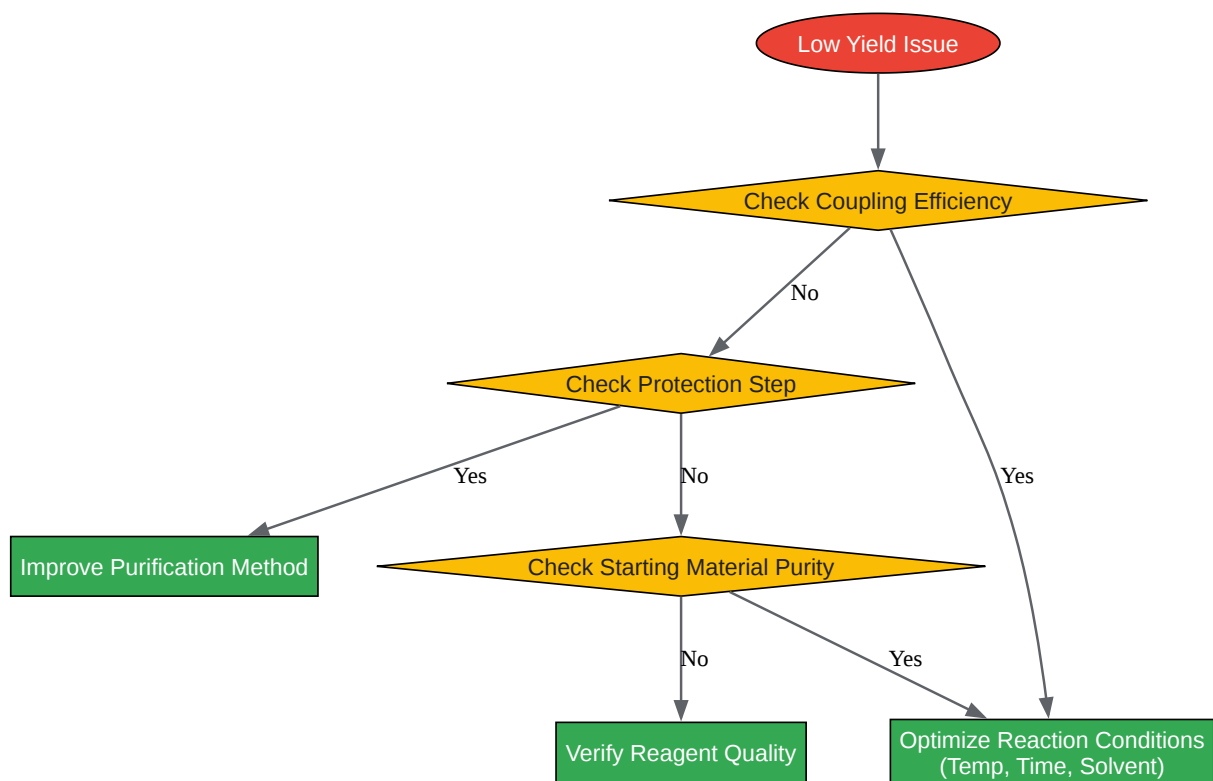 Low Yield Issue
Check Coupling Efficiency
No
Check Protection Step
Yes
No
Yes
Improve Purification Method
Check Starting Material Purity
No
Yes
Verify Reagent Quality
Optimize Reaction Conditions
(Temp, Time, Solvent)